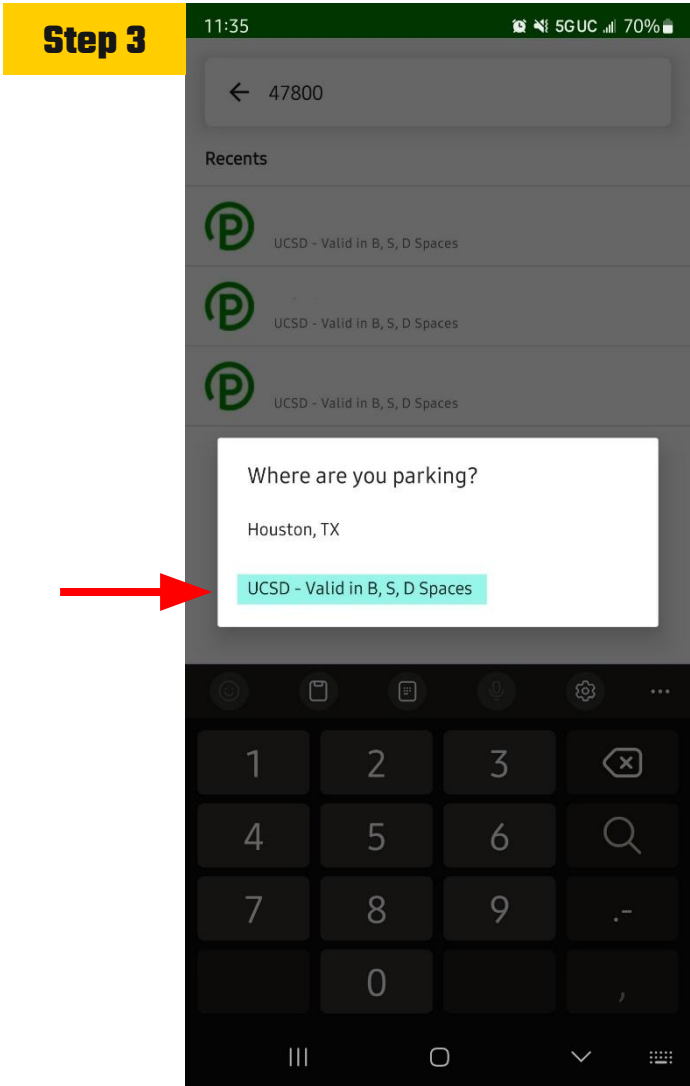 Step 3
11:35 5G UC 70%
47800
Recents
P
UCSD - Valid in B, S, D Spaces
P
UCSD - Valid in B, S, D Spaces
P
UCSD - Valid in B, S, D Spaces
Where are you parking?
Houston, TX
UCSD - Valid in B, S, D Spaces
1 2 3
4 5 6
7 8 9 .-
0 ,